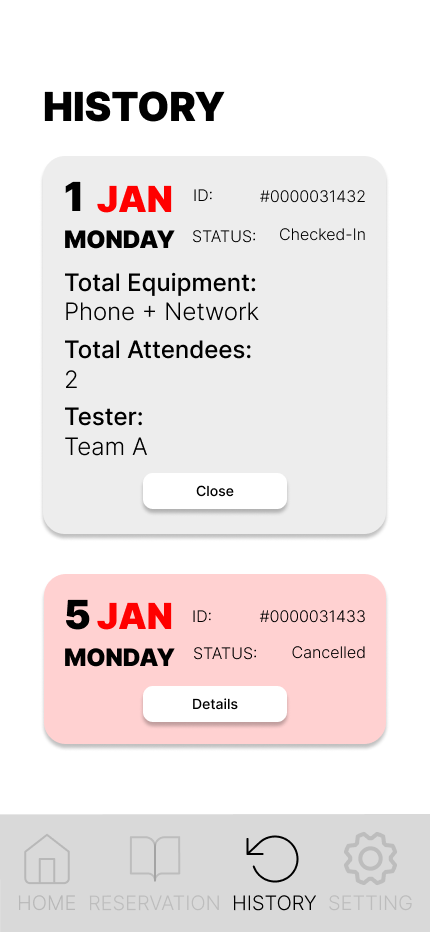 HISTORY
1 JAN ID: #0000031432
MONDAY STATUS: Checked-In
Total Equipment:
Phone + Network
Total Attendees:
2
Tester:
Team A
Close
5 JAN ID: #0000031433
MONDAY STATUS: Cancelled
Details
HOME RESERVATION HISTORY SETTING